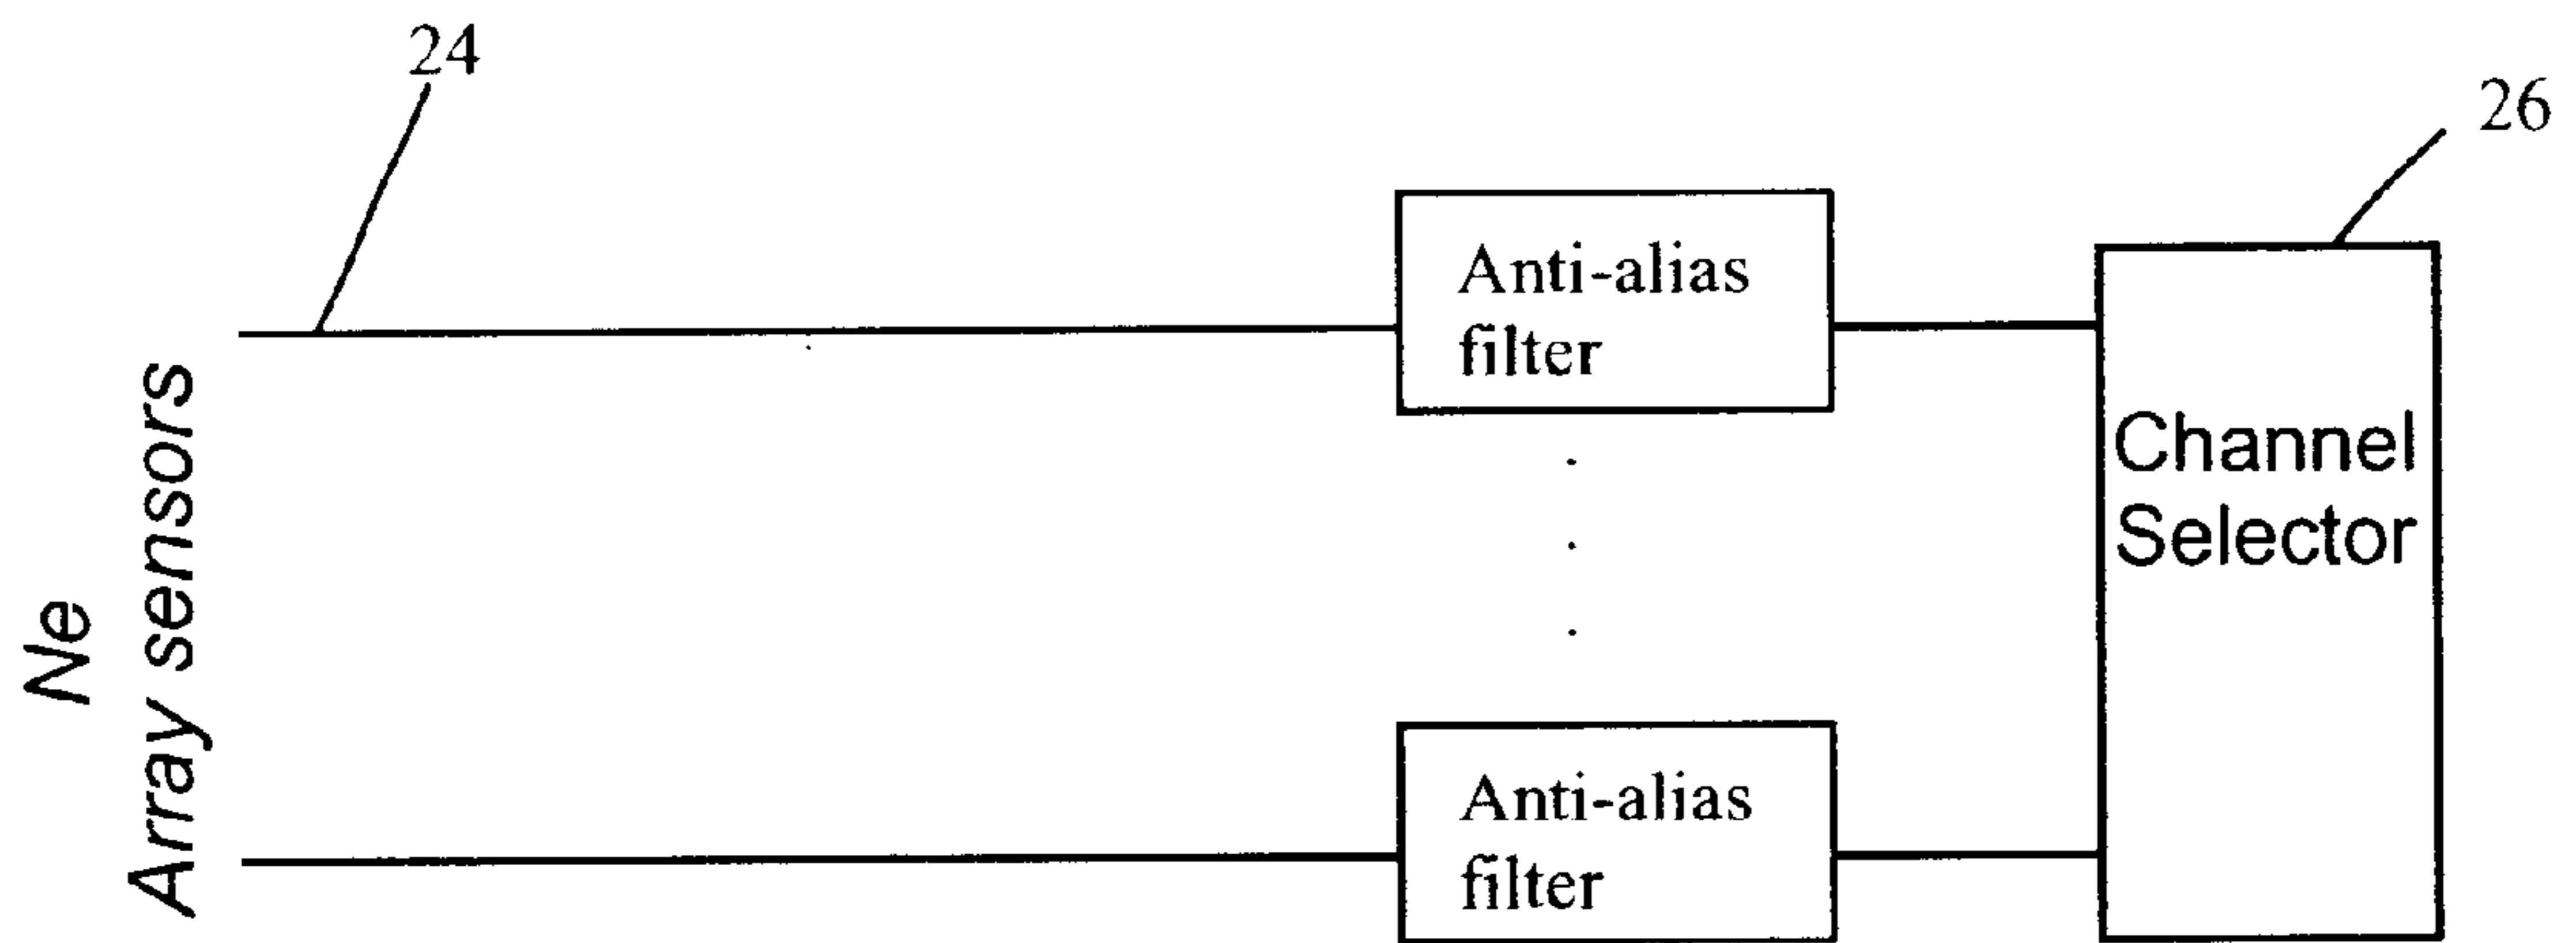 24
26
Anti-alias
filter
Channel
Selector
Ne
Array sensors
Anti-alias
filter